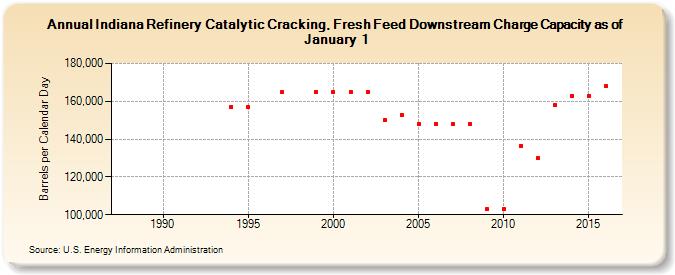 Annual Indiana Refinery Catalytic Cracking, Fresh Feed Downstream Charge Capacity as of
January 1
Barrels per Calendar Day
180,000
160,000
140,000
120,000
100,000
1990 1995 2000 2005 2010 2015
Source: U.S. Energy Information Administration